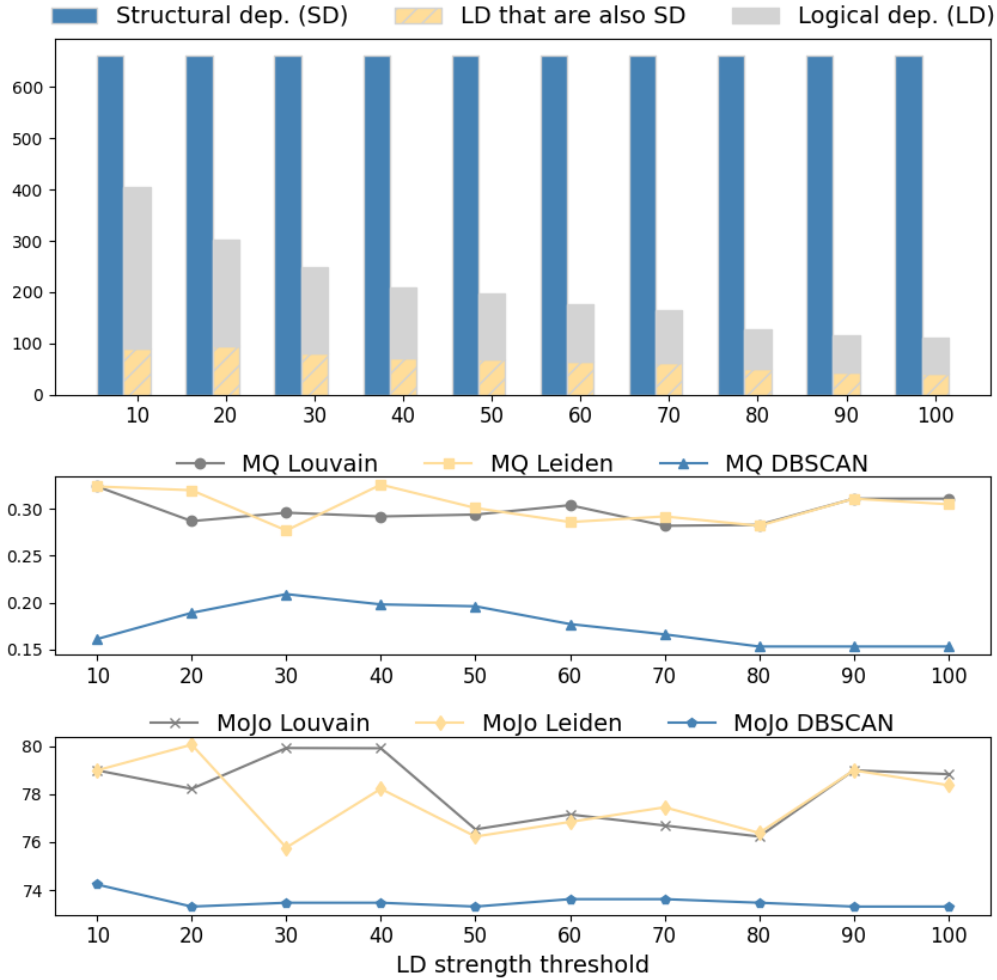 Structural dep. (SD) LD that are also SD Logical dep. (LD)
600
500
400
300
200
100
0
10 20 30 40 50 60 70 80 90 100
MQ Louvain MQ Leiden MQ DBSCAN
0.30
0.25
0.20
0.15
10 20 30 40 50 60 70 80 90 100
MoJo Louvain MoJo Leiden MoJo DBSCAN
80
78
76
74
10 20 30 40 50 60 70 80 90 100
LD strength threshold